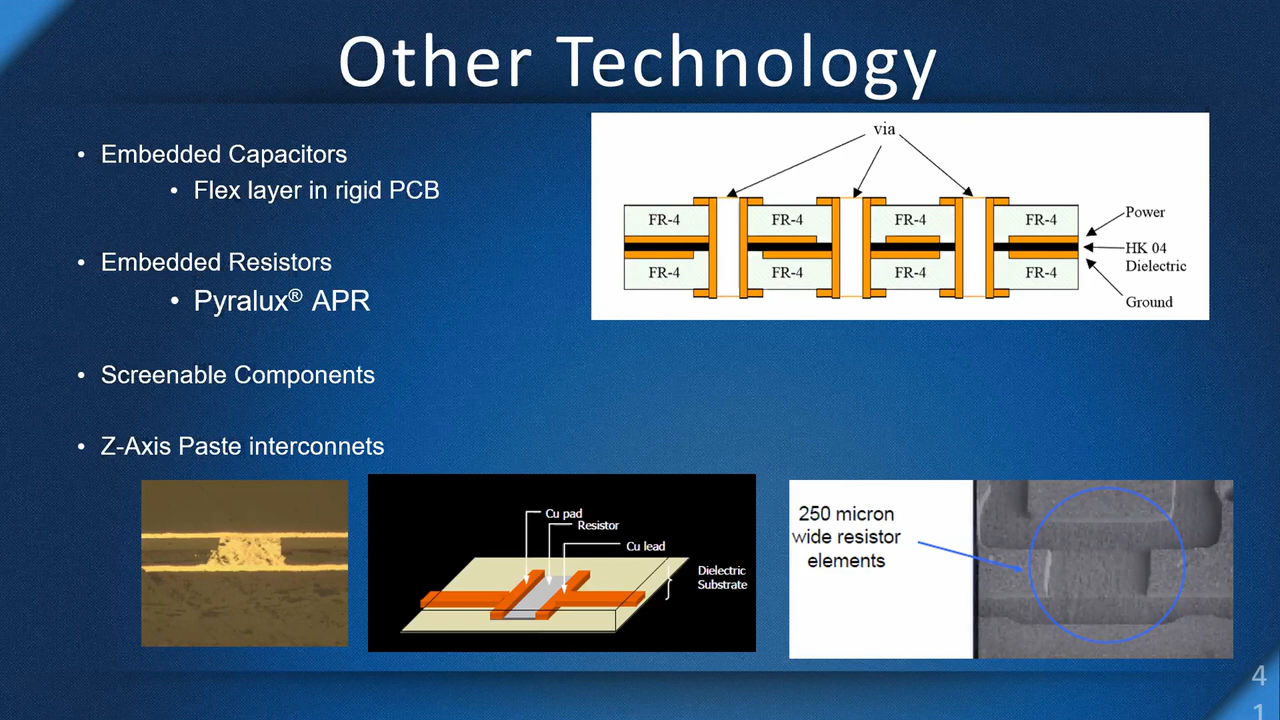 Other Technology
• Embedded Capacitors
• Flex layer in rigid PCB
• Embedded Resistors
• Pyralux® APR
• Screenable Components
• Z-Axis Paste interconnets
via
FR-4 FR-4 FR-4 FR-4
FR-4 FR-4 FR-4 FR-4
Power
HK 04
Dielectric
Ground
Cu pad
Resistor
Cu lead
Dielectric
Substrate
250 micron
wide resistor
elements
4
1